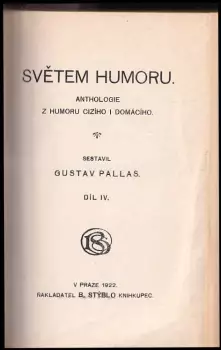 SVĚTEM HUMORU.
ANTHOLOGIE
Z HUMORU CIZÍHO I DOMÁCÍHO.
SESTAVIL
GUSTAV PALLAS.
DÍL IV.
V PRAZE 1922.
NAKLADATEL B. STÝBLO KNIHKUPEC.